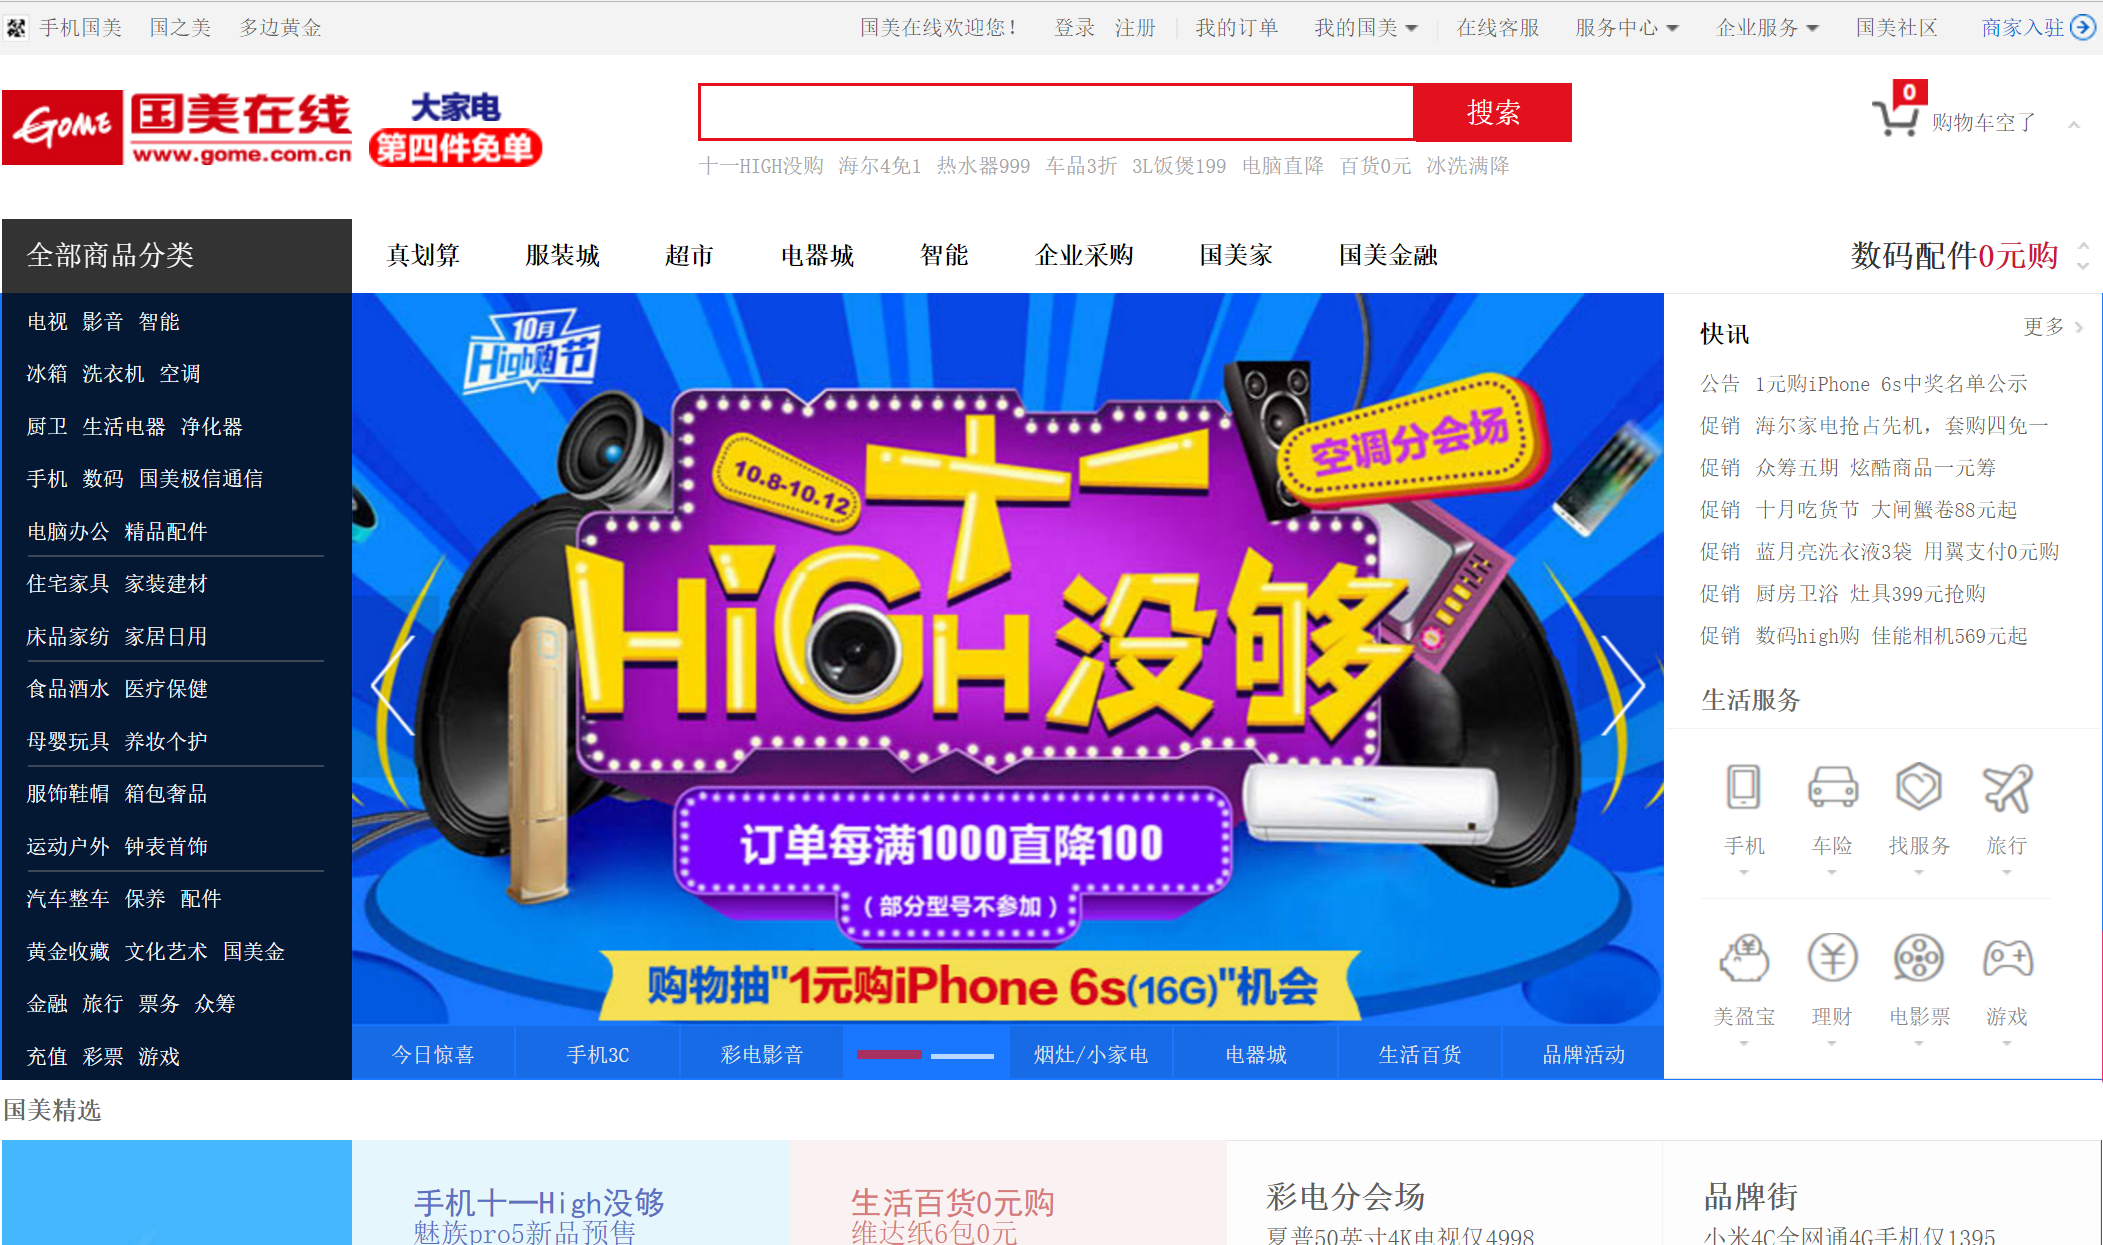 手机国美 国之美 多边黄金 国美在线欢迎您! 登录 注册 我的订单 我的国美 在线客服 服务中心 企业服务 国美社区 商家入驻
GOME 国美在线
www.gome.com.cn
大家电
第四件免单
搜索
0
购物车空了
十一HIGH没购 海尔4免1 热水器999 车品3折 3L饭煲199 电脑直降 百货0元 冰洗满降
全部商品分类 真划算 服装城 超市 电器城 智能 企业采购 国美家 国美金融 数码配件0元购
电视 影音 智能
冰箱 洗衣机 空调
厨卫 生活电器 净化器
手机 数码 国美极信通信
电脑办公 精品配件
住宅家具 家装建材
床品家纺 家居日用
食品酒水 医疗保健
母婴玩具 养妆个护
服饰鞋帽 箱包奢品
运动户外 钟表首饰
汽车整车 保养 配件
黄金收藏 文化艺术 国美金
金融 旅行 票务 众筹
充值 彩票 游戏
10月
High购节
10.8-10.12
十一
空调分会场
HIGH没够
订单每满1000直降100
(部分型号不参加)
购物抽"1元购iPhone 6s(16G)"机会
今日惊喜 手机3C 彩电影音 烟灶/小家电 电器城 生活百货 品牌活动
快讯 更多
公告 1元购iPhone 6s中奖名单公示
促销 海尔家电抢占先机，套购四免一
促销 众筹五期 炫酷商品一元筹
促销 十月吃货节 大闸蟹卷88元起
促销 蓝月亮洗衣液3袋 用翼支付0元购
促销 厨房卫浴 灶具399元抢购
促销 数码high购 佳能相机569元起
生活服务
手机 车险 找服务 旅行
美盈宝 理财 电影票 游戏
国美精选
手机十一High没够
魅族pro5新品预售
生活百货0元购
维达纸6包0元
彩电分会场
夏普50英寸4K电视仅4998
品牌街
小米4C全网通4G手机仅1395